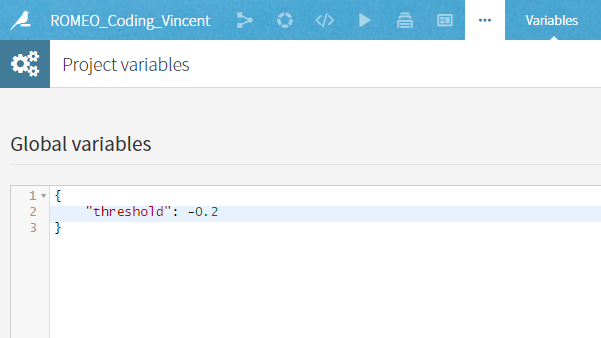 ROMEO_Coding_Vincent
Variables
Project variables
Global variables
1 {
2 "threshold": -0.2
3 }